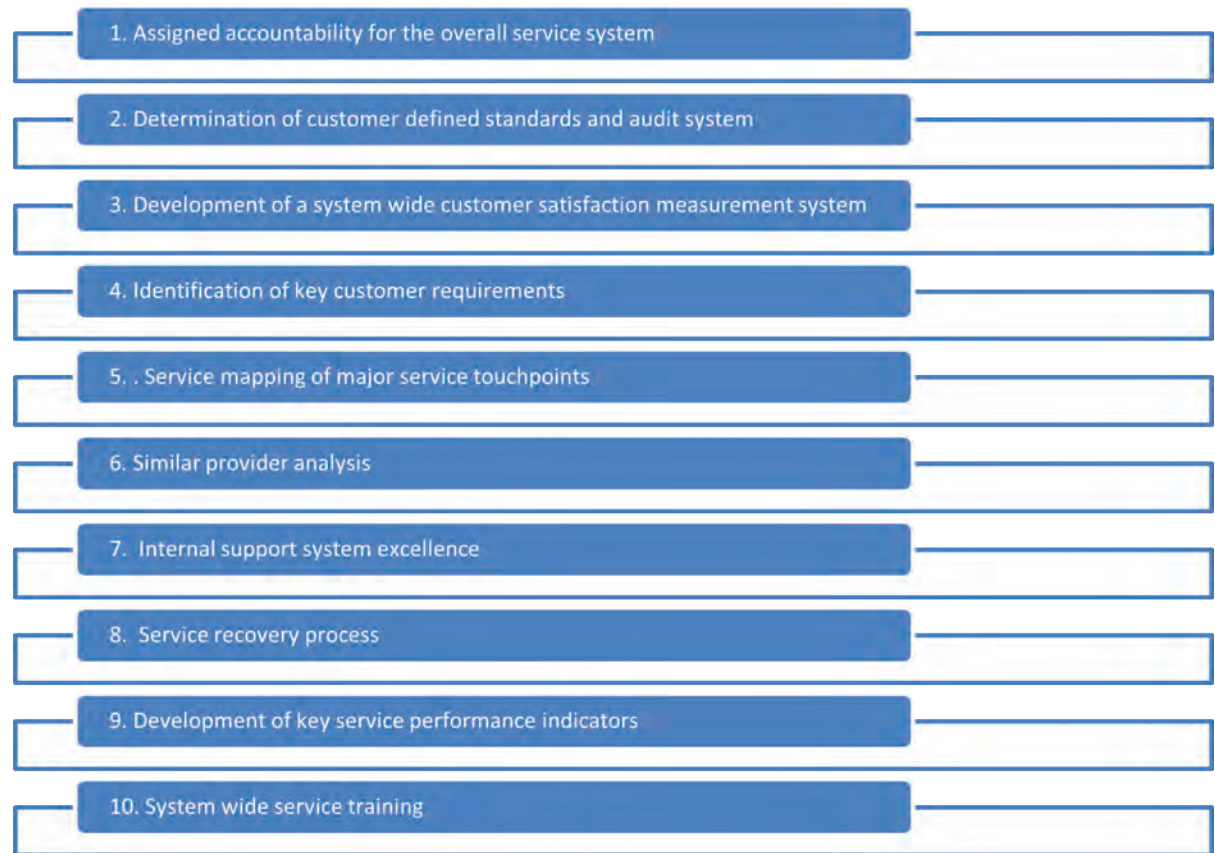 1. Assigned accountability for the overall service system
2. Determination of customer defined standards and audit system
3. Development of a system wide customer satisfaction measurement system
4. Identification of key customer requirements
5. . Service mapping of major service touchpoints
6. Similar provider analysis
7. Internal support system excellence
8. Service recovery process
9. Development of key service performance indicators
10. System wide service training